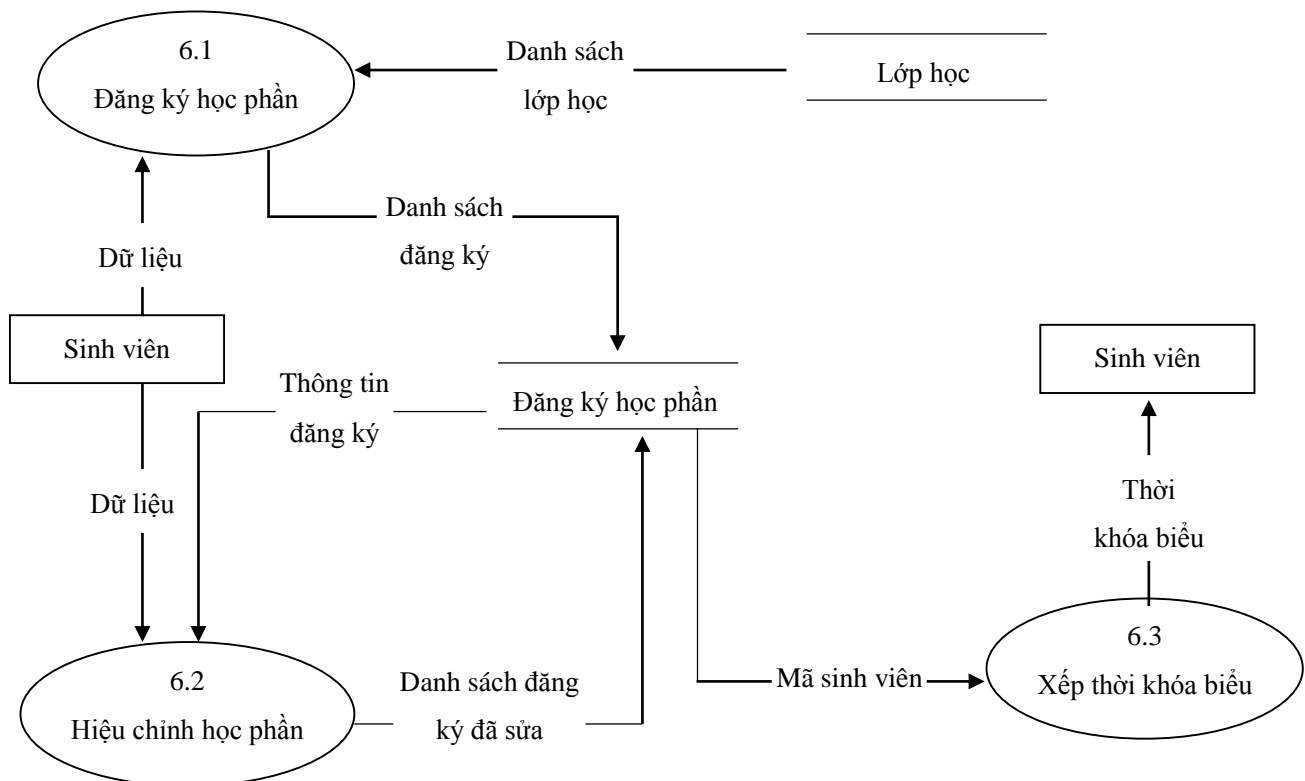 6.1
Đăng ký học phần
Danh sách
lớp học
Lớp học
Danh sách
đăng ký
Dữ liệu
Sinh viên
Sinh viên
Thông tin
đăng ký
Đăng ký học phần
Dữ liệu
Thời
khóa biểu
6.2
Hiệu chỉnh học phần
Danh sách đăng
ký đã sửa
Mã sinh viên
6.3
Xếp thời khóa biểu